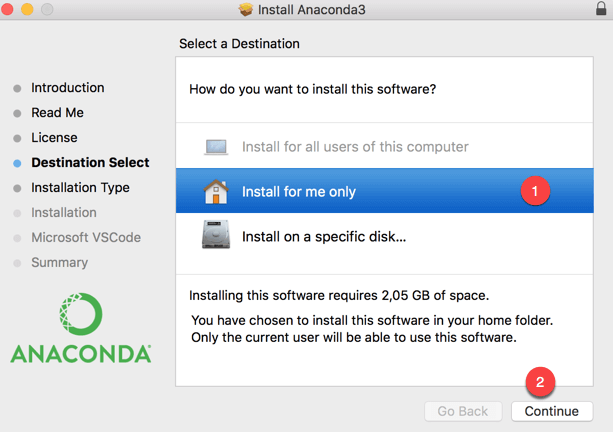 Install Anaconda3
Select a Destination
Introduction
Read Me
License
Destination Select
Installation Type
Installation
Microsoft VSCode
Summary
ANACONDA®
How do you want to install this software?
Install for all users of this computer
Install for me only
1
Install on a specific disk...
Installing this software requires 2,05 GB of space.
You have chosen to install this software in your home folder.
Only the current user will be able to use this software.
2
Go Back
Continue